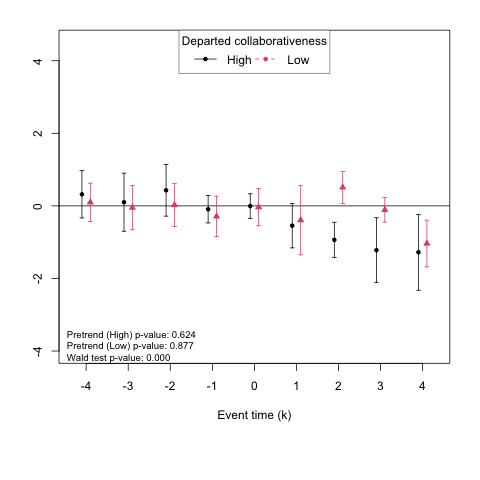 Departed collaborativeness
High Low
4
2
0
-2
-4
Pretrend (High) p-value: 0.624
Pretrend (Low) p-value: 0.877
Wald test p-value: 0.000
-4 -3 -2 -1 0 1 2 3 4
Event time (k)